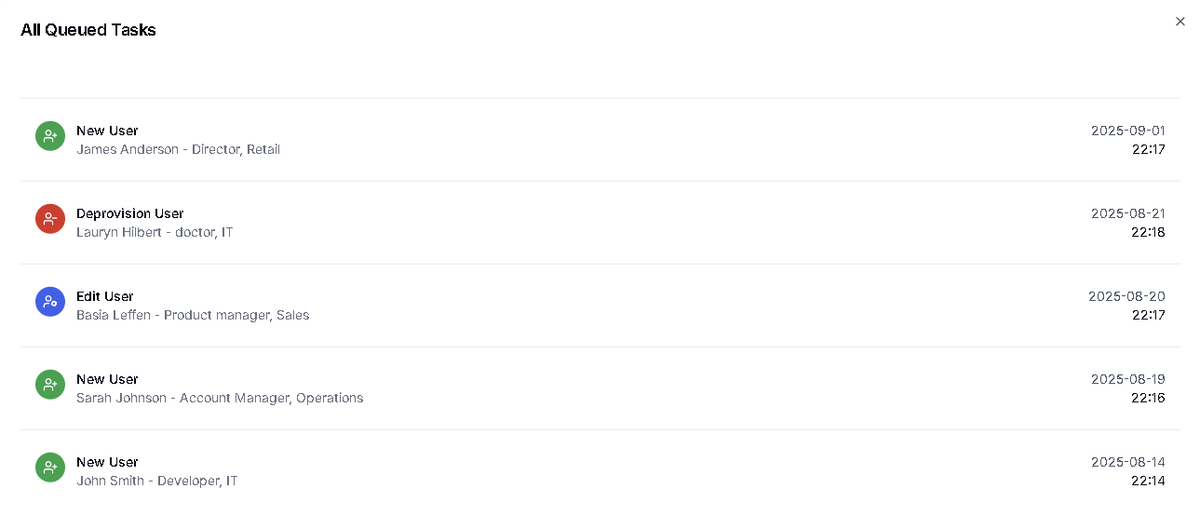 All Queued Tasks
New User
James Anderson - Director, Retail
2025-09-01
22:17
Deprovision User
Lauryn Hilbert - doctor, IT
2025-08-21
22:18
Edit User
Basia Leffen - Product manager, Sales
2025-08-20
22:17
New User
Sarah Johnson - Account Manager, Operations
2025-08-19
22:16
New User
John Smith - Developer, IT
2025-08-14
22:14